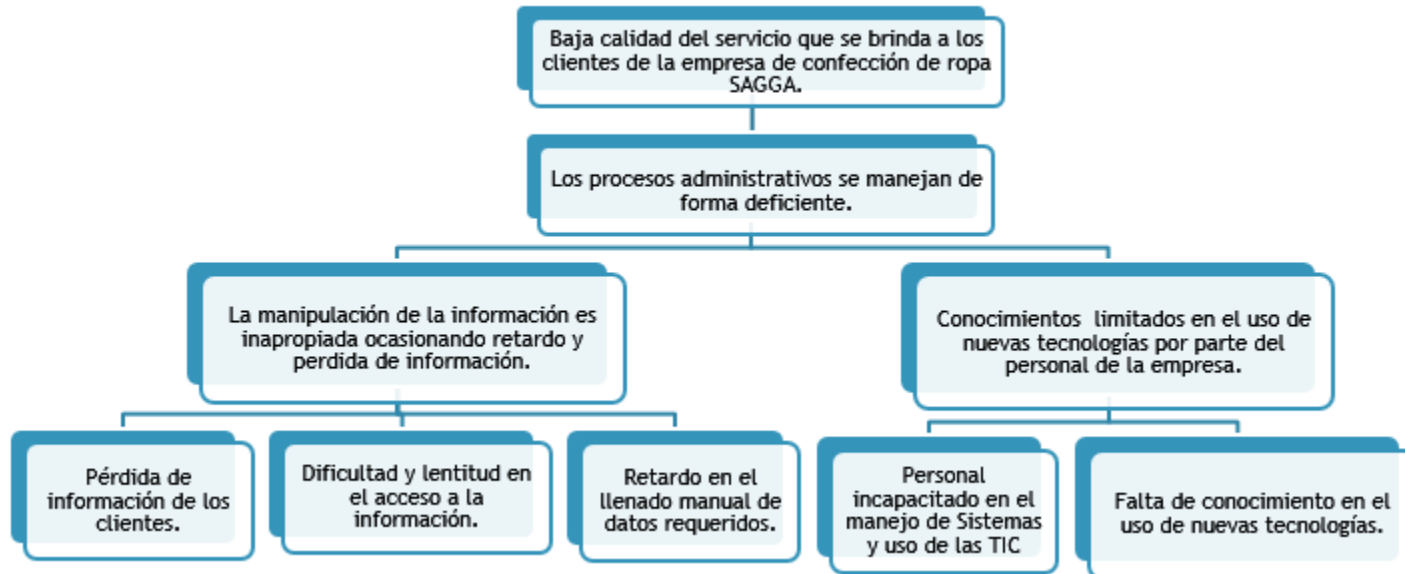 Baja calidad del servicio que se brinda a los
clientes de la empresa de confección de ropa
SAGGA.
Los procesos administrativos se manejan de
forma deficiente.
La manipulación de la información es
inapropiada ocasionando retardo y
perdida de información.
Conocimientos limitados en el uso de
nuevas tecnologías por parte del
personal de la empresa.
Pérdida de
información de los
clientes.
Dificultad y lentitud en
el acceso a la
información.
Retardo en el
llenado manual de
datos requeridos.
Personal
incapacitado en el
manejo de Sistemas
y uso de las TIC
Falta de conocimiento en el
uso de nuevas tecnologías.